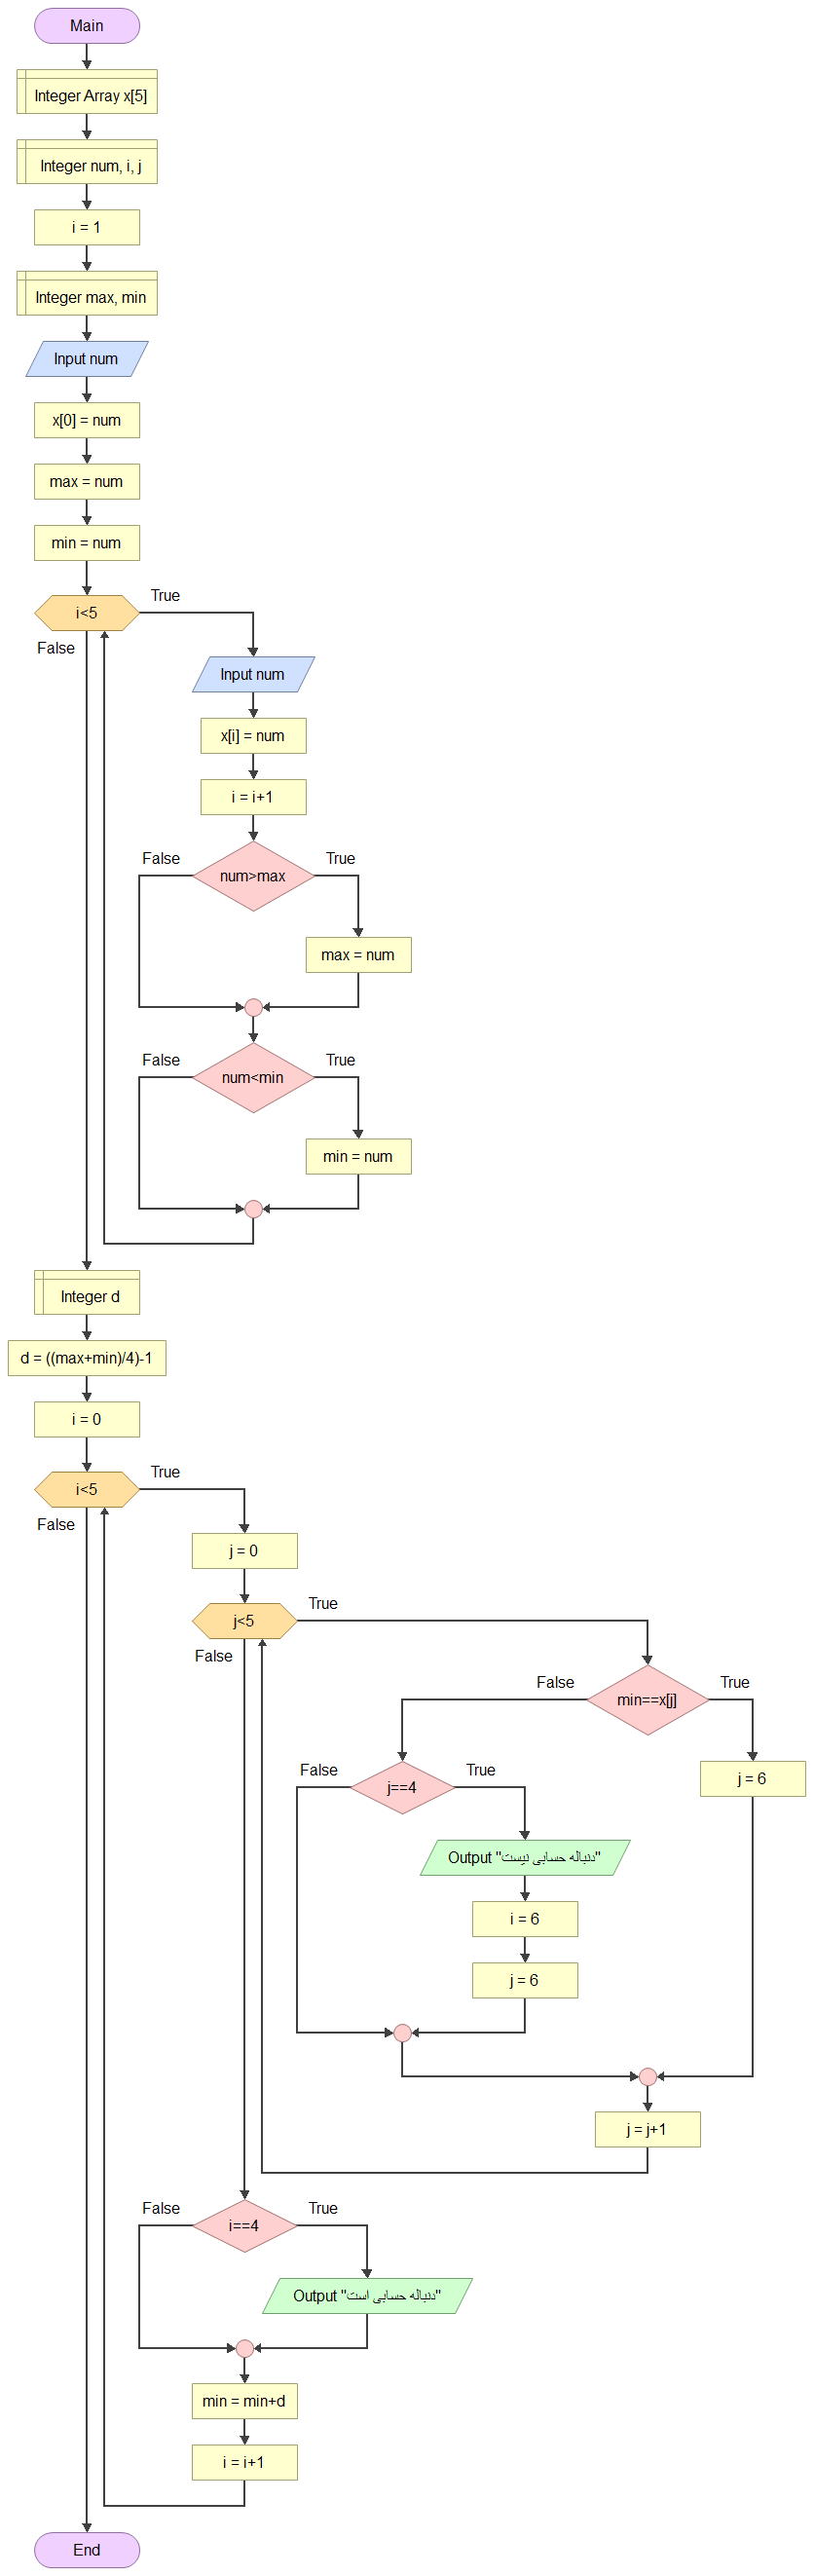 Main
Integer Array x[5]
Integer num, i, j
i = 1
Integer max, min
Input num
x[0] = num
max = num
min = num
i<5
True
False
Input num
x[i] = num
i = i+1
num>max
False
True
max = num
num<min
False
True
min = num
Integer d
d = ((max+min)/4)-1
i = 0
i<5
True
False
j = 0
j<5
True
False
min==x[j]
False
True
j = 6
j==4
False
True
Output "دنباله حسابی نیست"
i = 6
j = 6
j = j+1
i==4
False
True
Output "دنباله حسابی است"
min = min+d
i = i+1
End